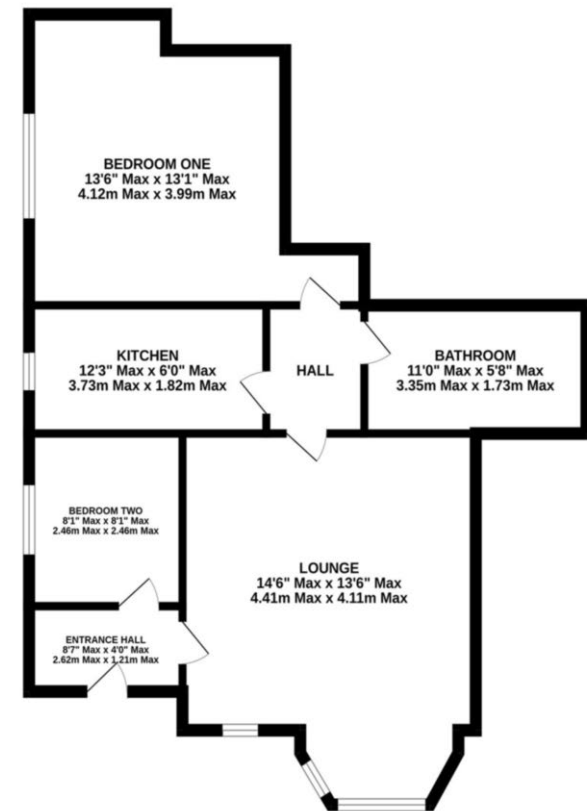 BEDROOM ONE
13'6" Max x 13'1" Max
4.12m Max x 3.99m Max
KITCHEN
12'3" Max x 6'0" Max
3.73m Max x 1.82m Max
HALL
BATHROOM
11'0" Max x 5'8" Max
3.35m Max x 1.73m Max
BEDROOM TWO
8'1" Max x 8'1" Max
2.46m Max x 2.46m Max
LOUNGE
14'6" Max x 13'6" Max
4.41m Max x 4.11m Max
ENTRANCE HALL
8'7" Max x 4'0" Max
2.62m Max x 1.21m Max